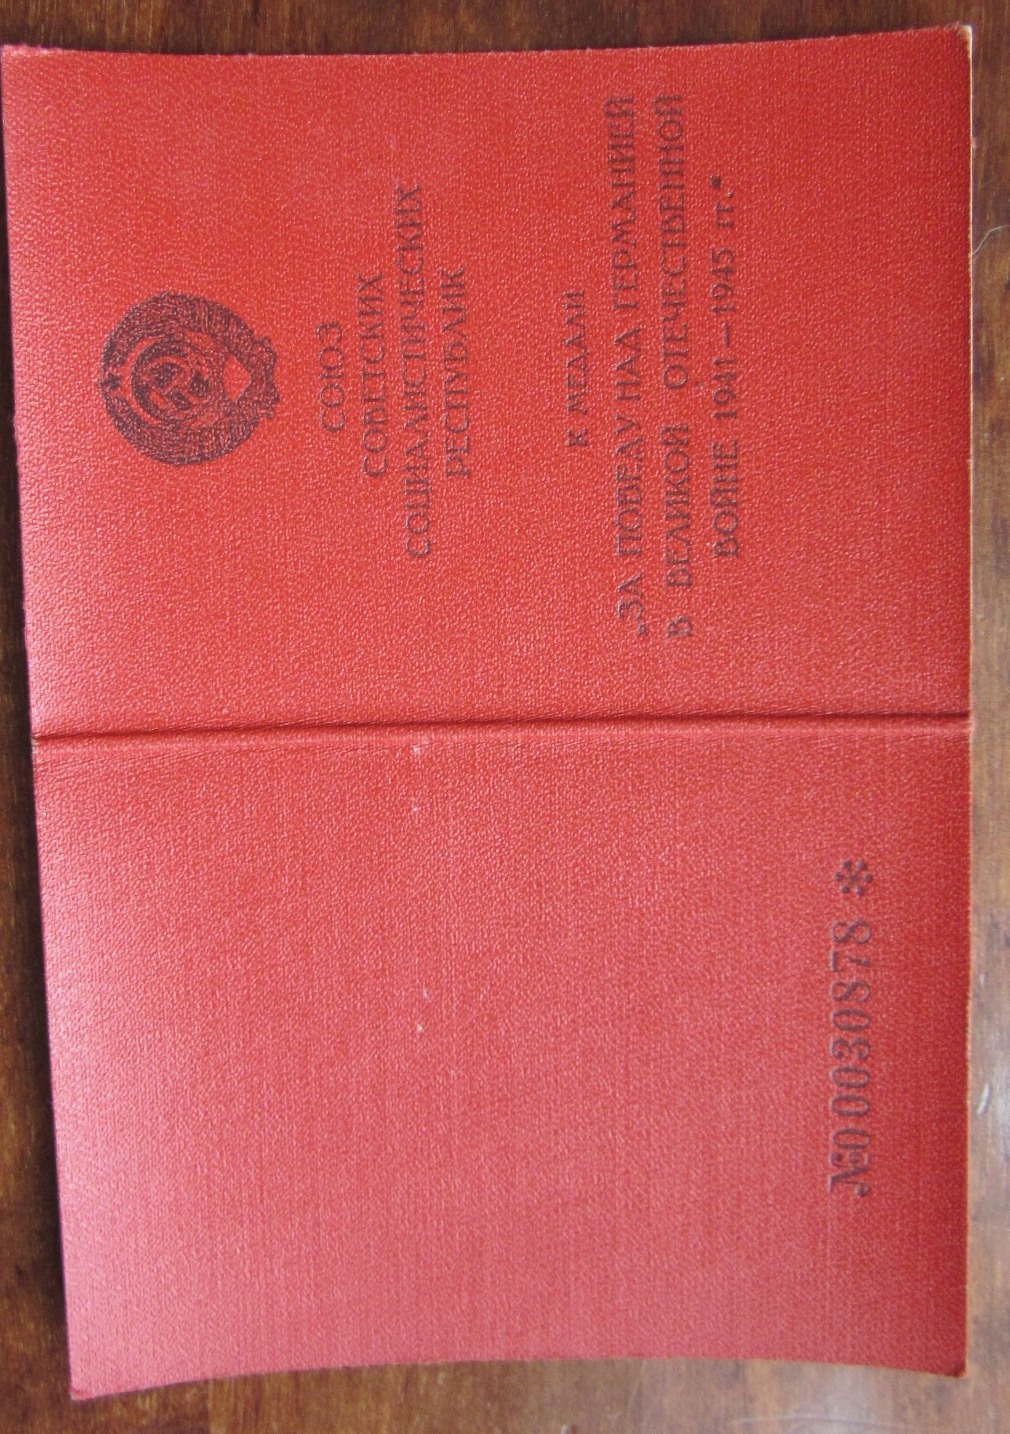 СОЮЗ
СОВЕТСКИХ
СОЦИАЛИСТИЧЕСКИХ
РЕСПУБЛИК
К МЕДАЛИ
„ЗА ПОБЕДУ НАД ГЕРМАНИЕЙ
В ВЕЛИКОЙ ОТЕЧЕСТВЕННОЙ
ВОЙНЕ 1941—1945 гг.“
№0030878 *